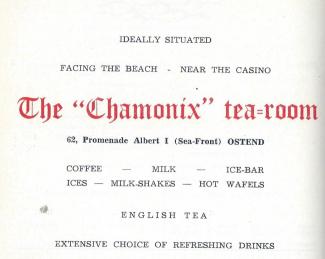 IDEALLY SITUATED
FACING THE BEACH - NEAR THE CASINO
The "Chamonix" tea-room
62, Promenade Albert I (Sea-Front) OSTEND
COFFEE — MILK — ICE-BAR
ICES — MILK-SHAKES — HOT WAFELS
ENGLISH TEA
EXTENSIVE CHOICE OF REFRESHING DRINKS